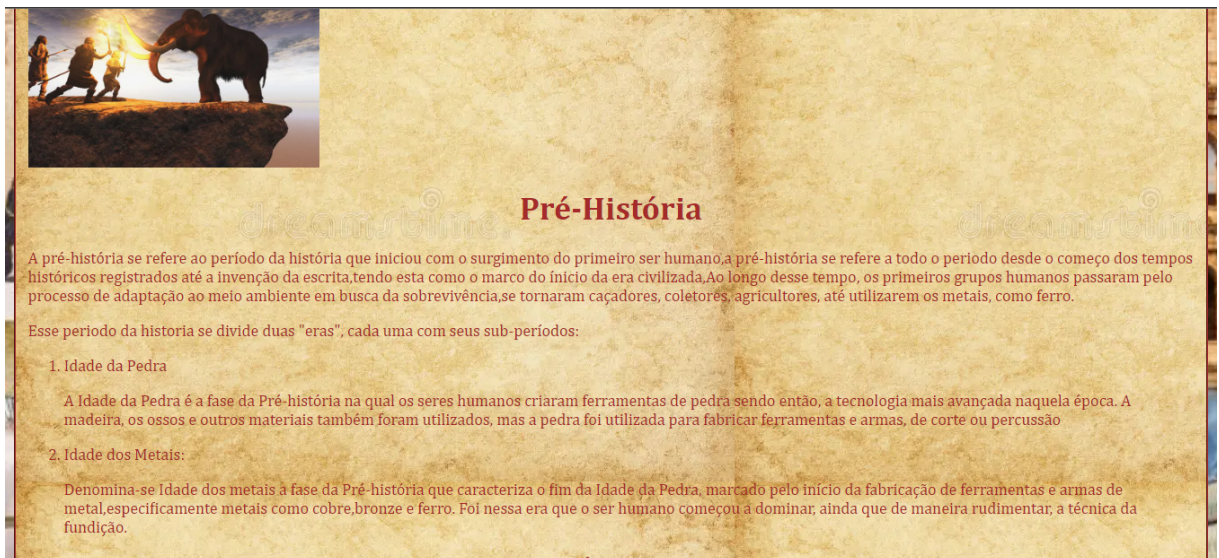 Pré-História
dreamstime
dreamstime
A pré-história se refere ao período da história que iniciou com o surgimento do primeiro ser humano,a pré-história se refere a todo o periodo desde o começo dos tempos
históricos registrados até a invenção da escrita,tendo esta como o marco do ínicio da era civilizada,Ao longo desse tempo, os primeiros grupos humanos passaram pelo
processo de adaptação ao meio ambiente em busca da sobrevivência,se tornaram caçadores, coletores, agricultores, até utilizarem os metais, como ferro.
Esse periodo da historia se divide duas "eras", cada uma com seus sub-períodos:
1. Idade da Pedra
A Idade da Pedra é a fase da Pré-história na qual os seres humanos criaram ferramentas de pedra sendo então, a tecnologia mais avançada naquela época. A
madeira, os ossos e outros materiais também foram utilizados, mas a pedra foi utilizada para fabricar ferramentas e armas, de corte ou percussão
2. Idade dos Metais:
Denomina-se Idade dos metais a fase da Pré-história que caracteriza o fim da Idade da Pedra, marcado pelo início da fabricação de ferramentas e armas de
metal,especificamente metais como cobre,bronze e ferro. Foi nessa era que o ser humano começou a dominar, ainda que de maneira rudimentar, a técnica da
fundição.